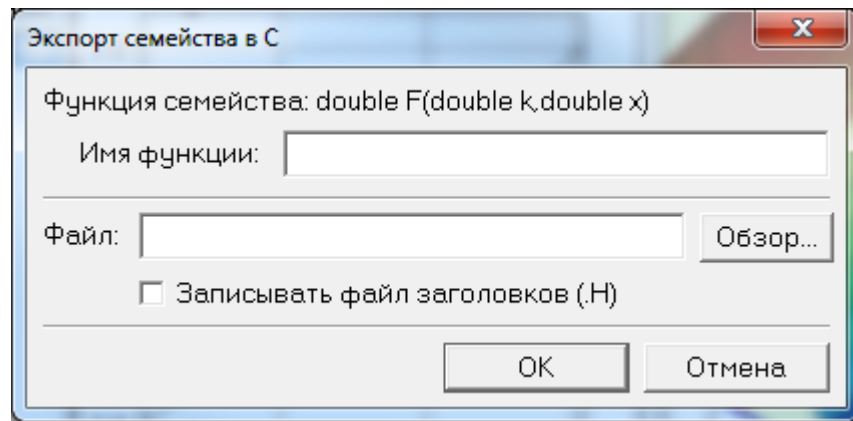 Экспорт семейства в С
Функция семейства: double F(double k,double x)
Имя функции:
Файл:
Обзор...
Записывать файл заголовков (.H)
OK
Отмена